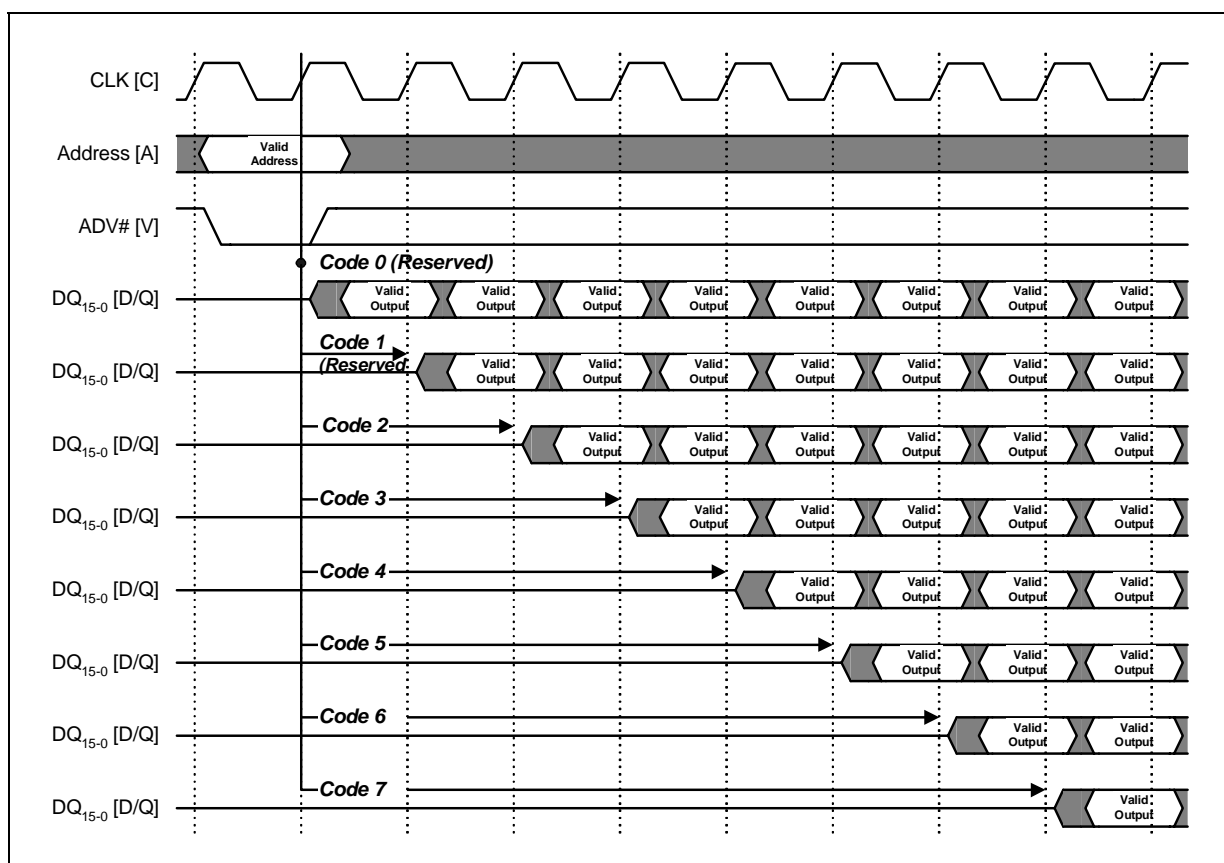 CLK [C]
Address [A]
Valid
Address
ADV# [V]
Code 0 (Reserved)
DQ15-0 [D/Q]
Valid Valid Valid Valid Valid Valid Valid Valid
Output Output Output Output Output Output Output Output
Code 1
(Reserved
DQ15-0 [D/Q]
Valid Valid Valid Valid Valid Valid Valid
Output Output Output Output Output Output Output
Code 2
DQ15-0 [D/Q]
Valid Valid Valid Valid Valid Valid
Output Output Output Output Output Output
Code 3
DQ15-0 [D/Q]
Valid Valid Valid Valid Valid
Output Output Output Output Output
Code 4
DQ15-0 [D/Q]
Valid Valid Valid Valid
Output Output Output Output
Code 5
DQ15-0 [D/Q]
Valid Valid Valid
Output Output Output
Code 6
DQ15-0 [D/Q]
Valid Valid
Output Output
Code 7
DQ15-0 [D/Q]
Valid
Output